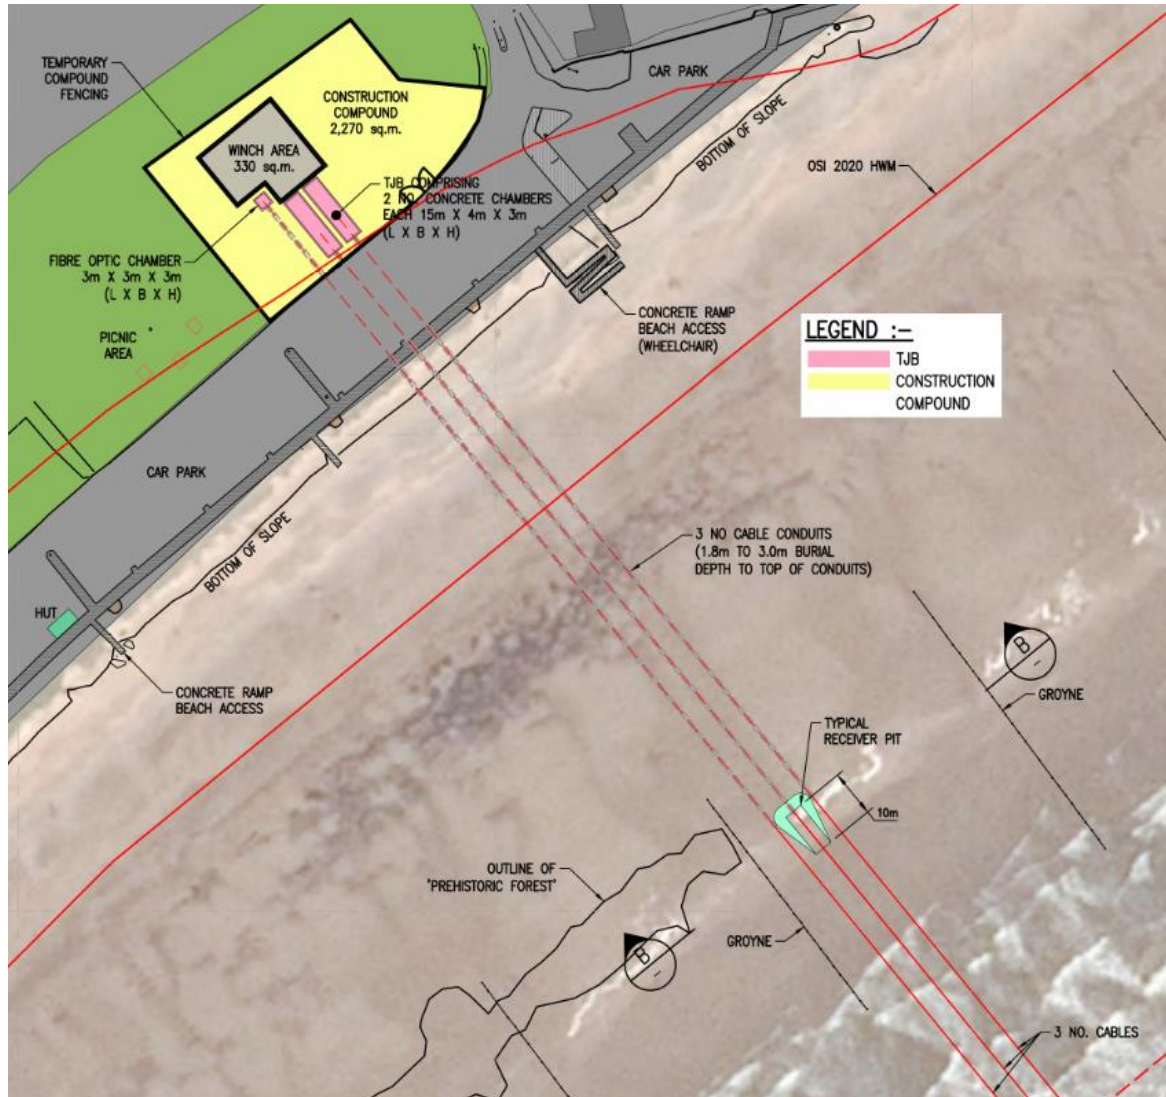 TEMPORARY
COMPOUND
FENCING
CONSTRUCTION
COMPOUND
2,270 sq.m.
CAR PARK
WINCH AREA
330 sq.m.
BOTTOM OF SLOPE
OSI 2020 HWM
TJB COMPRISING
2 NO. CONCRETE CHAMBERS
EACH 15m X 4m X 3m
(L X B X H)
FIBRE OPTIC CHAMBER
3m X 3m X 3m
(L X B X H)
PICNIC
AREA
CONCRETE RAMP
BEACH ACCESS
(WHEELCHAIR)
LEGEND :-
TJB
CONSTRUCTION
COMPOUND
CAR PARK
BOTTOM OF SLOPE
3 NO CABLE CONDUITS
(1.8m TO 3.0m BURIAL
DEPTH TO TOP OF CONDUITS)
HUT
CONCRETE RAMP
BEACH ACCESS
B
-
GROYNE
TYPICAL
RECEIVER PIT
10m
OUTLINE OF
'PREHISTORIC FOREST'
GROYNE
B
-
3 NO. CABLES